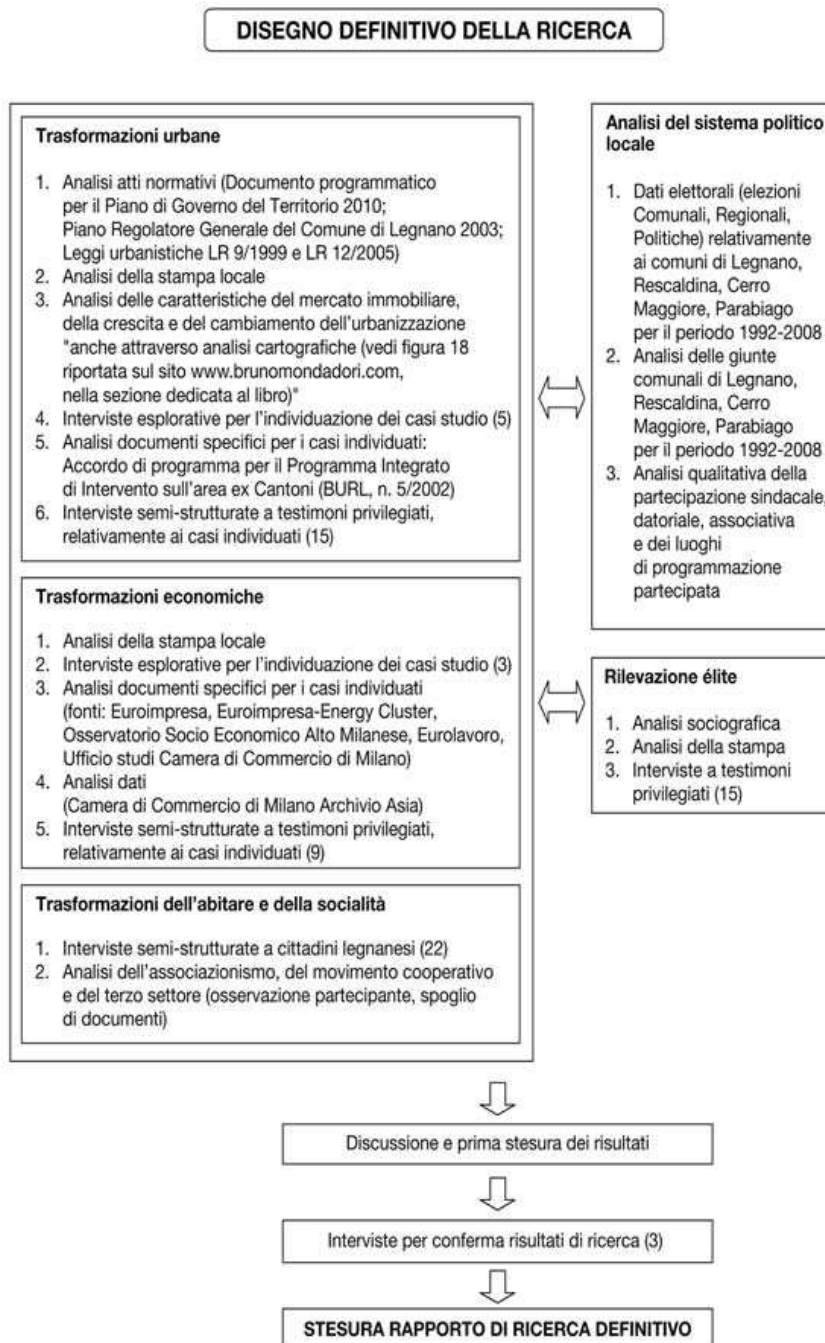 DISEGNO DEFINITIVO DELLA RICERCA
Trasformazioni urbane
1. Analisi atti normativi (Documento programmatico
per il Piano di Governo del Territorio 2010;
Piano Regolatore Generale del Comune di Legnano 2003;
Leggi urbanistiche LR 9/1999 e LR 12/2005)
2. Analisi della stampa locale
3. Analisi delle caratteristiche del mercato immobiliare,
della crescita e del cambiamento dell'urbanizzazione
"anche attraverso analisi cartografiche (vedi figura 18
riportata sul sito www.brunomondadori.com,
nella sezione dedicata al libro)"
4. Interviste esplorative per l'individuazione dei casi studio (5)
5. Analisi documenti specifici per i casi individuati:
Accordo di programma per il Programma Integrato
di Intervento sull'area ex Cantoni (BURL, n. 5/2002)
6. Interviste semi-strutturate a testimoni privilegiati,
relativamente ai casi individuati (15)
Trasformazioni economiche
1. Analisi della stampa locale
2. Interviste esplorative per l'individuazione dei casi studio (3)
3. Analisi documenti specifici per i casi individuati
(fonti: Euroimpresa, Euroimpresa-Energy Cluster,
Osservatorio Socio Economico Alto Milanese, Eurolavoro,
Ufficio studi Camera di Commercio di Milano)
4. Analisi dati
(Camera di Commercio di Milano Archivio Asia)
5. Interviste semi-strutturate a testimoni privilegiati,
relativamente ai casi individuati (9)
Trasformazioni dell'abitare e della socialità
1. Interviste semi-strutturate a cittadini legnanesi (22)
2. Analisi dell'associazionismo, del movimento cooperativo
e del terzo settore (osservazione partecipante, spoglio
di documenti)
Analisi del sistema politico
locale
1. Dati elettorali (elezioni
Comunali, Regionali,
Politiche) relativamente
ai comuni di Legnano,
Rescaldina, Cerro
Maggiore, Parabiago
per il periodo 1992-2008
2. Analisi delle giunte
comunali di Legnano,
Rescaldina, Cerro
Maggiore, Parabiago
per il periodo 1992-2008
3. Analisi qualitativa della
partecipazione sindacale,
datoriale, associativa
e dei luoghi
di programmazione
partecipata
Rilevazione élite
1. Analisi sociografica
2. Analisi della stampa
3. Interviste a testimoni
privilegiati (15)
Discussione e prima stesura dei risultati
Interviste per conferma risultati di ricerca (3)
STESURA RAPPORTO DI RICERCA DEFINITIVO